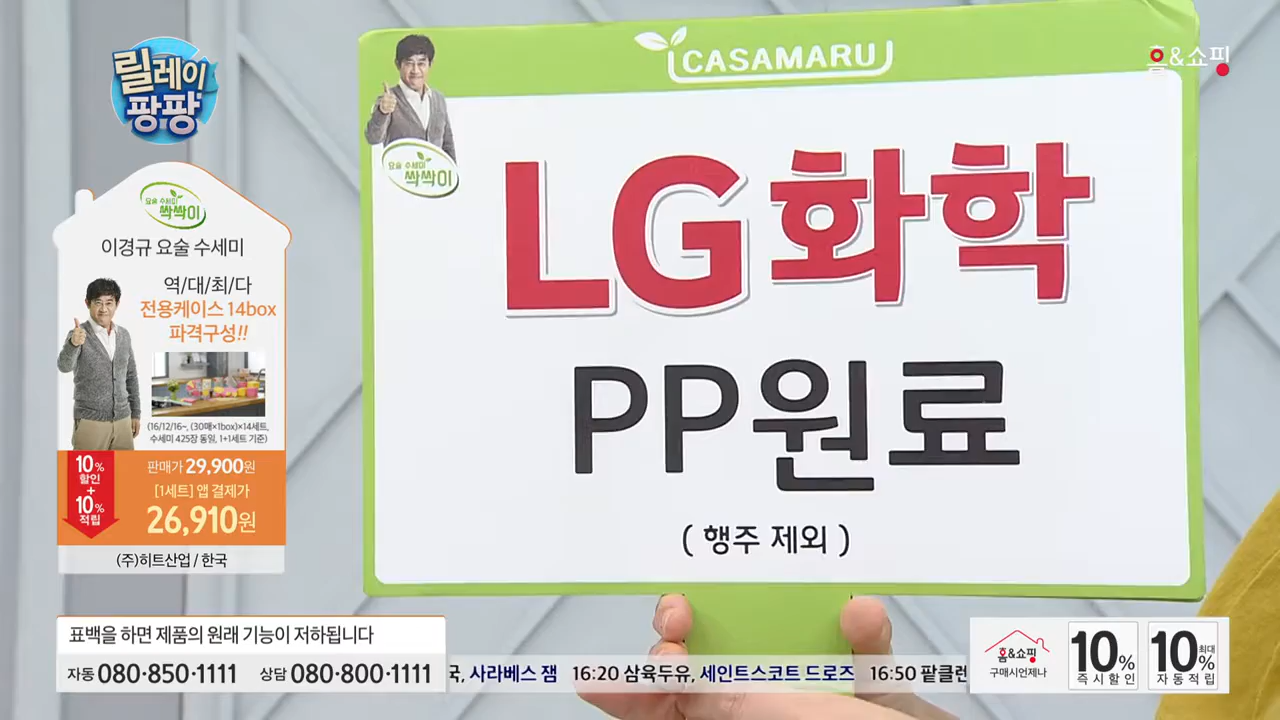 릴레이
팡팡
요술 수세미
싹싹이
이경규 요술 수세미
역/대/최/다
전용케이스 14box
파격구성!!
(16/12/16~, (30매×1box)×14세트,
수세미 425장 동일, 1+1세트 기준)
10%
할인
+
10%
적립
판매가 29,900원
[1세트] 앱 결제가
26,910원
(주)히트산업 / 한국
CASAMARU
요술 수세미
싹싹이
LG화학
PP원료
( 행주 제외 )
홈&쇼핑
표백을 하면 제품의 원래 기능이 저하됩니다
자동 080·850·1111 상담 080·800·1111
국, 사라베스 잼 16:20 삼육두유, 세인트스코트 드로즈 16:50 팥클런
홈&쇼핑
구매시언제나
10%
즉시할인
최대
10%
자동적립